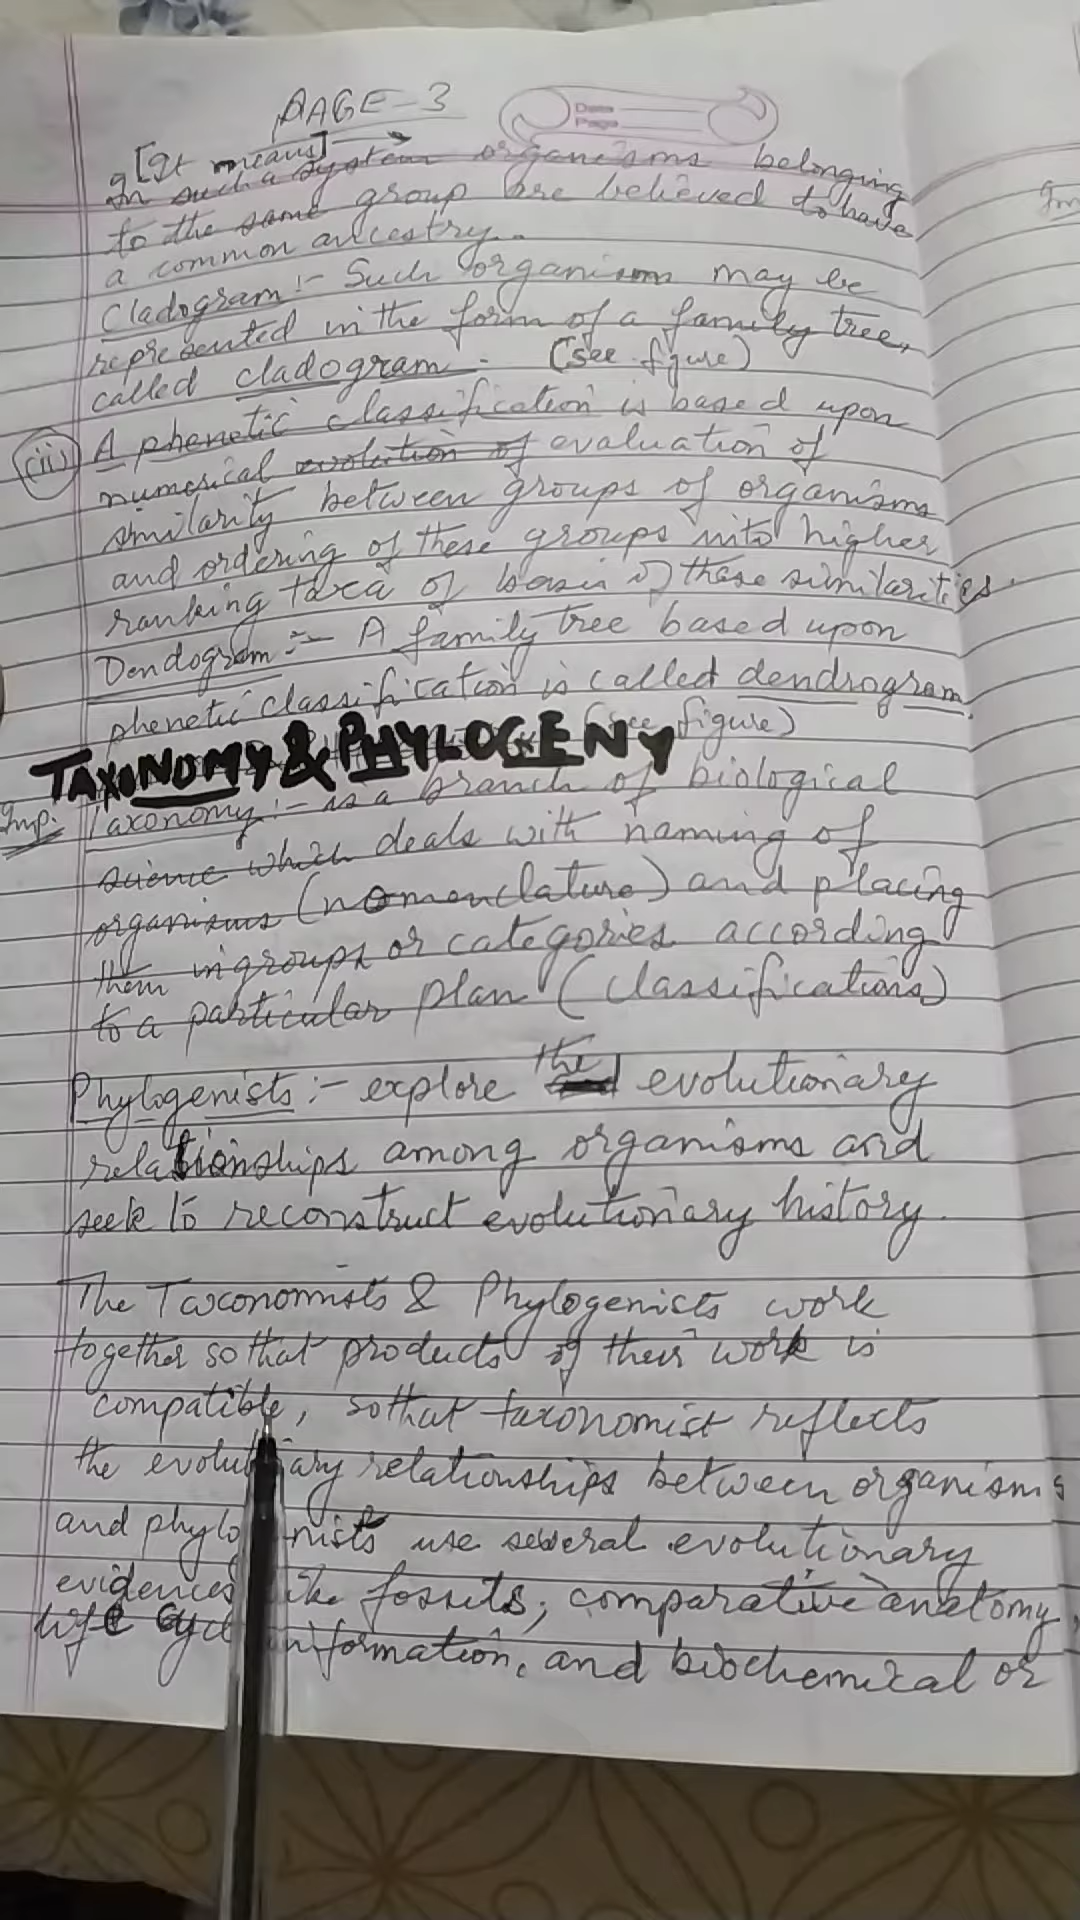 PAGE-3
Date
Page
[It means]
In such a system organisms belonging
to the same group are believed to have
a common ancestry.
Cladogram:- Such organisms may be
represented in the form of a family tree,
called cladogram. (see figure)
(iii) A phenetic classification is based upon
numerical evolution of evaluation of
similarity between groups of organisms
and ordering of these groups into higher
ranking taxa of basis of these similarities.
Dendogram:- A family tree based upon
phenetic classification is called dendrogram.
(see figure)
TAXONOMY & PHYLOGENY
Imp. Taxonomy:- is a branch of biological
science which deals with naming of
organisms (nomenclature) and placing
them in groups or categories according
to a particular plan (classifications)
Phylogenists:- explore the evolutionary
relationships among organisms and
seek to reconstruct evolutionary history.
The Taxonomists & Phylogenists work
together so that products of their work is
compatible, so that taxonomist reflects
the evolutionary relationships between organisms
and phylogenists use several evolutionary
evidences like fossils, comparative anatomy,
life cycle information, and biochemical or